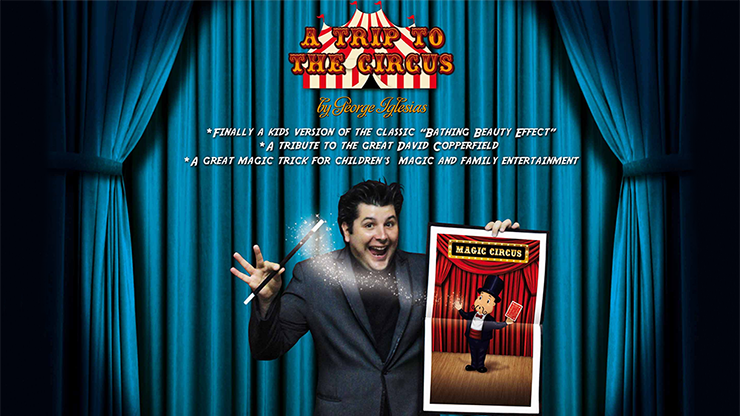 A TRIP TO
THE CIRCUS
by George Iglesias
*Finally a kids version of the classic "Bathing Beauty Effect"
*A tribute to the great David Copperfield
*A great magic trick for children's magic and family entertainment
MAGIC CIRCUS